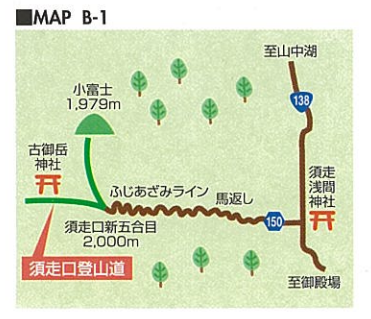 ■MAP B-1
至山中湖
小富士
1,979m
138
古御岳
神社
ふじあざみライン
馬返し
須走
浅間
神社
150
須走口新五合目
2,000m
須走口登山道
至御殿場